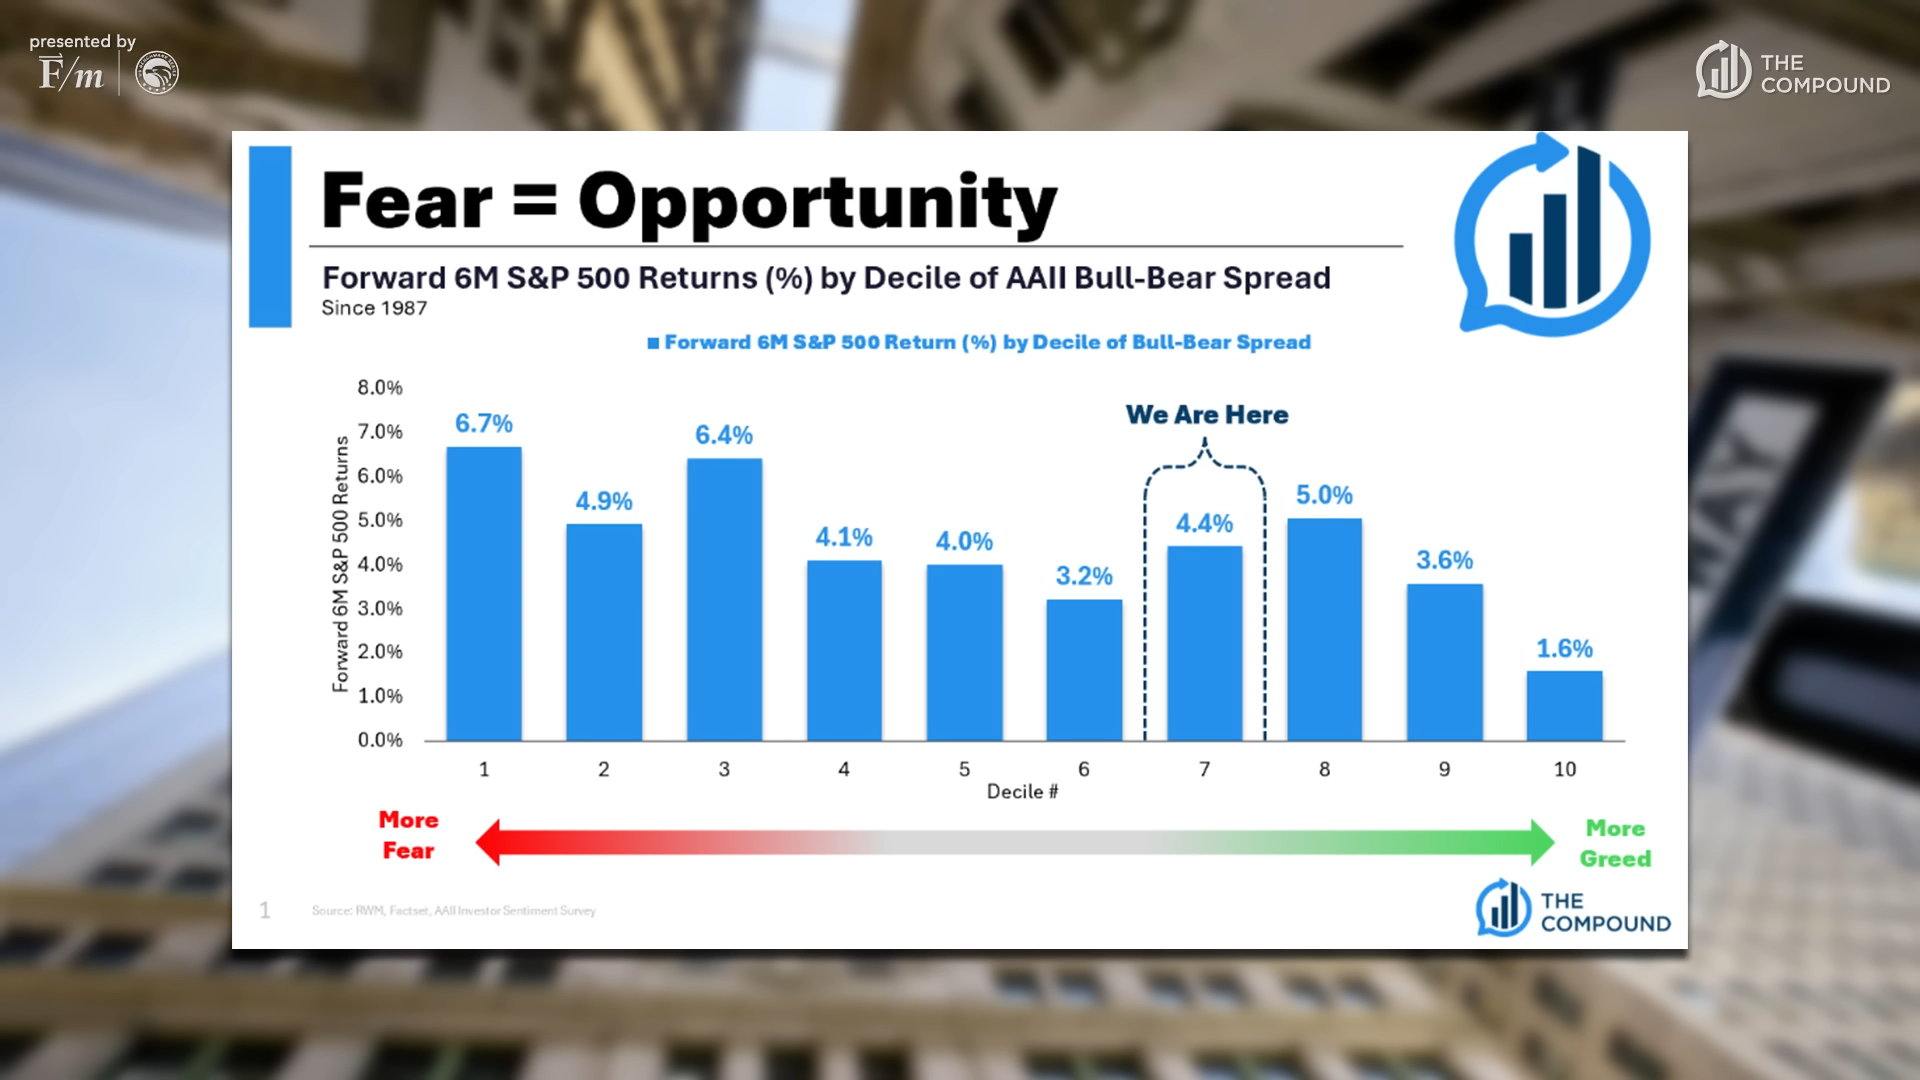 presented by
F/m
THE
COMPOUND
Fear = Opportunity
Forward 6M S&P 500 Returns (%) by Decile of AAII Bull-Bear Spread
Since 1987
Forward 6M S&P 500 Return (%) by Decile of Bull-Bear Spread
Forward 6M S&P 500 Returns
8.0%
7.0%
6.0%
5.0%
4.0%
3.0%
2.0%
1.0%
0.0%
We Are Here
6.7%
4.9%
6.4%
4.1%
4.0%
3.2%
4.4%
5.0%
3.6%
1.6%
1 2 3 4 5 6 7 8 9 10
Decile #
More
Fear
More
Greed
1
Source: RWM, Factset, AAII Investor Sentiment Survey
THE
COMPOUND
WAY